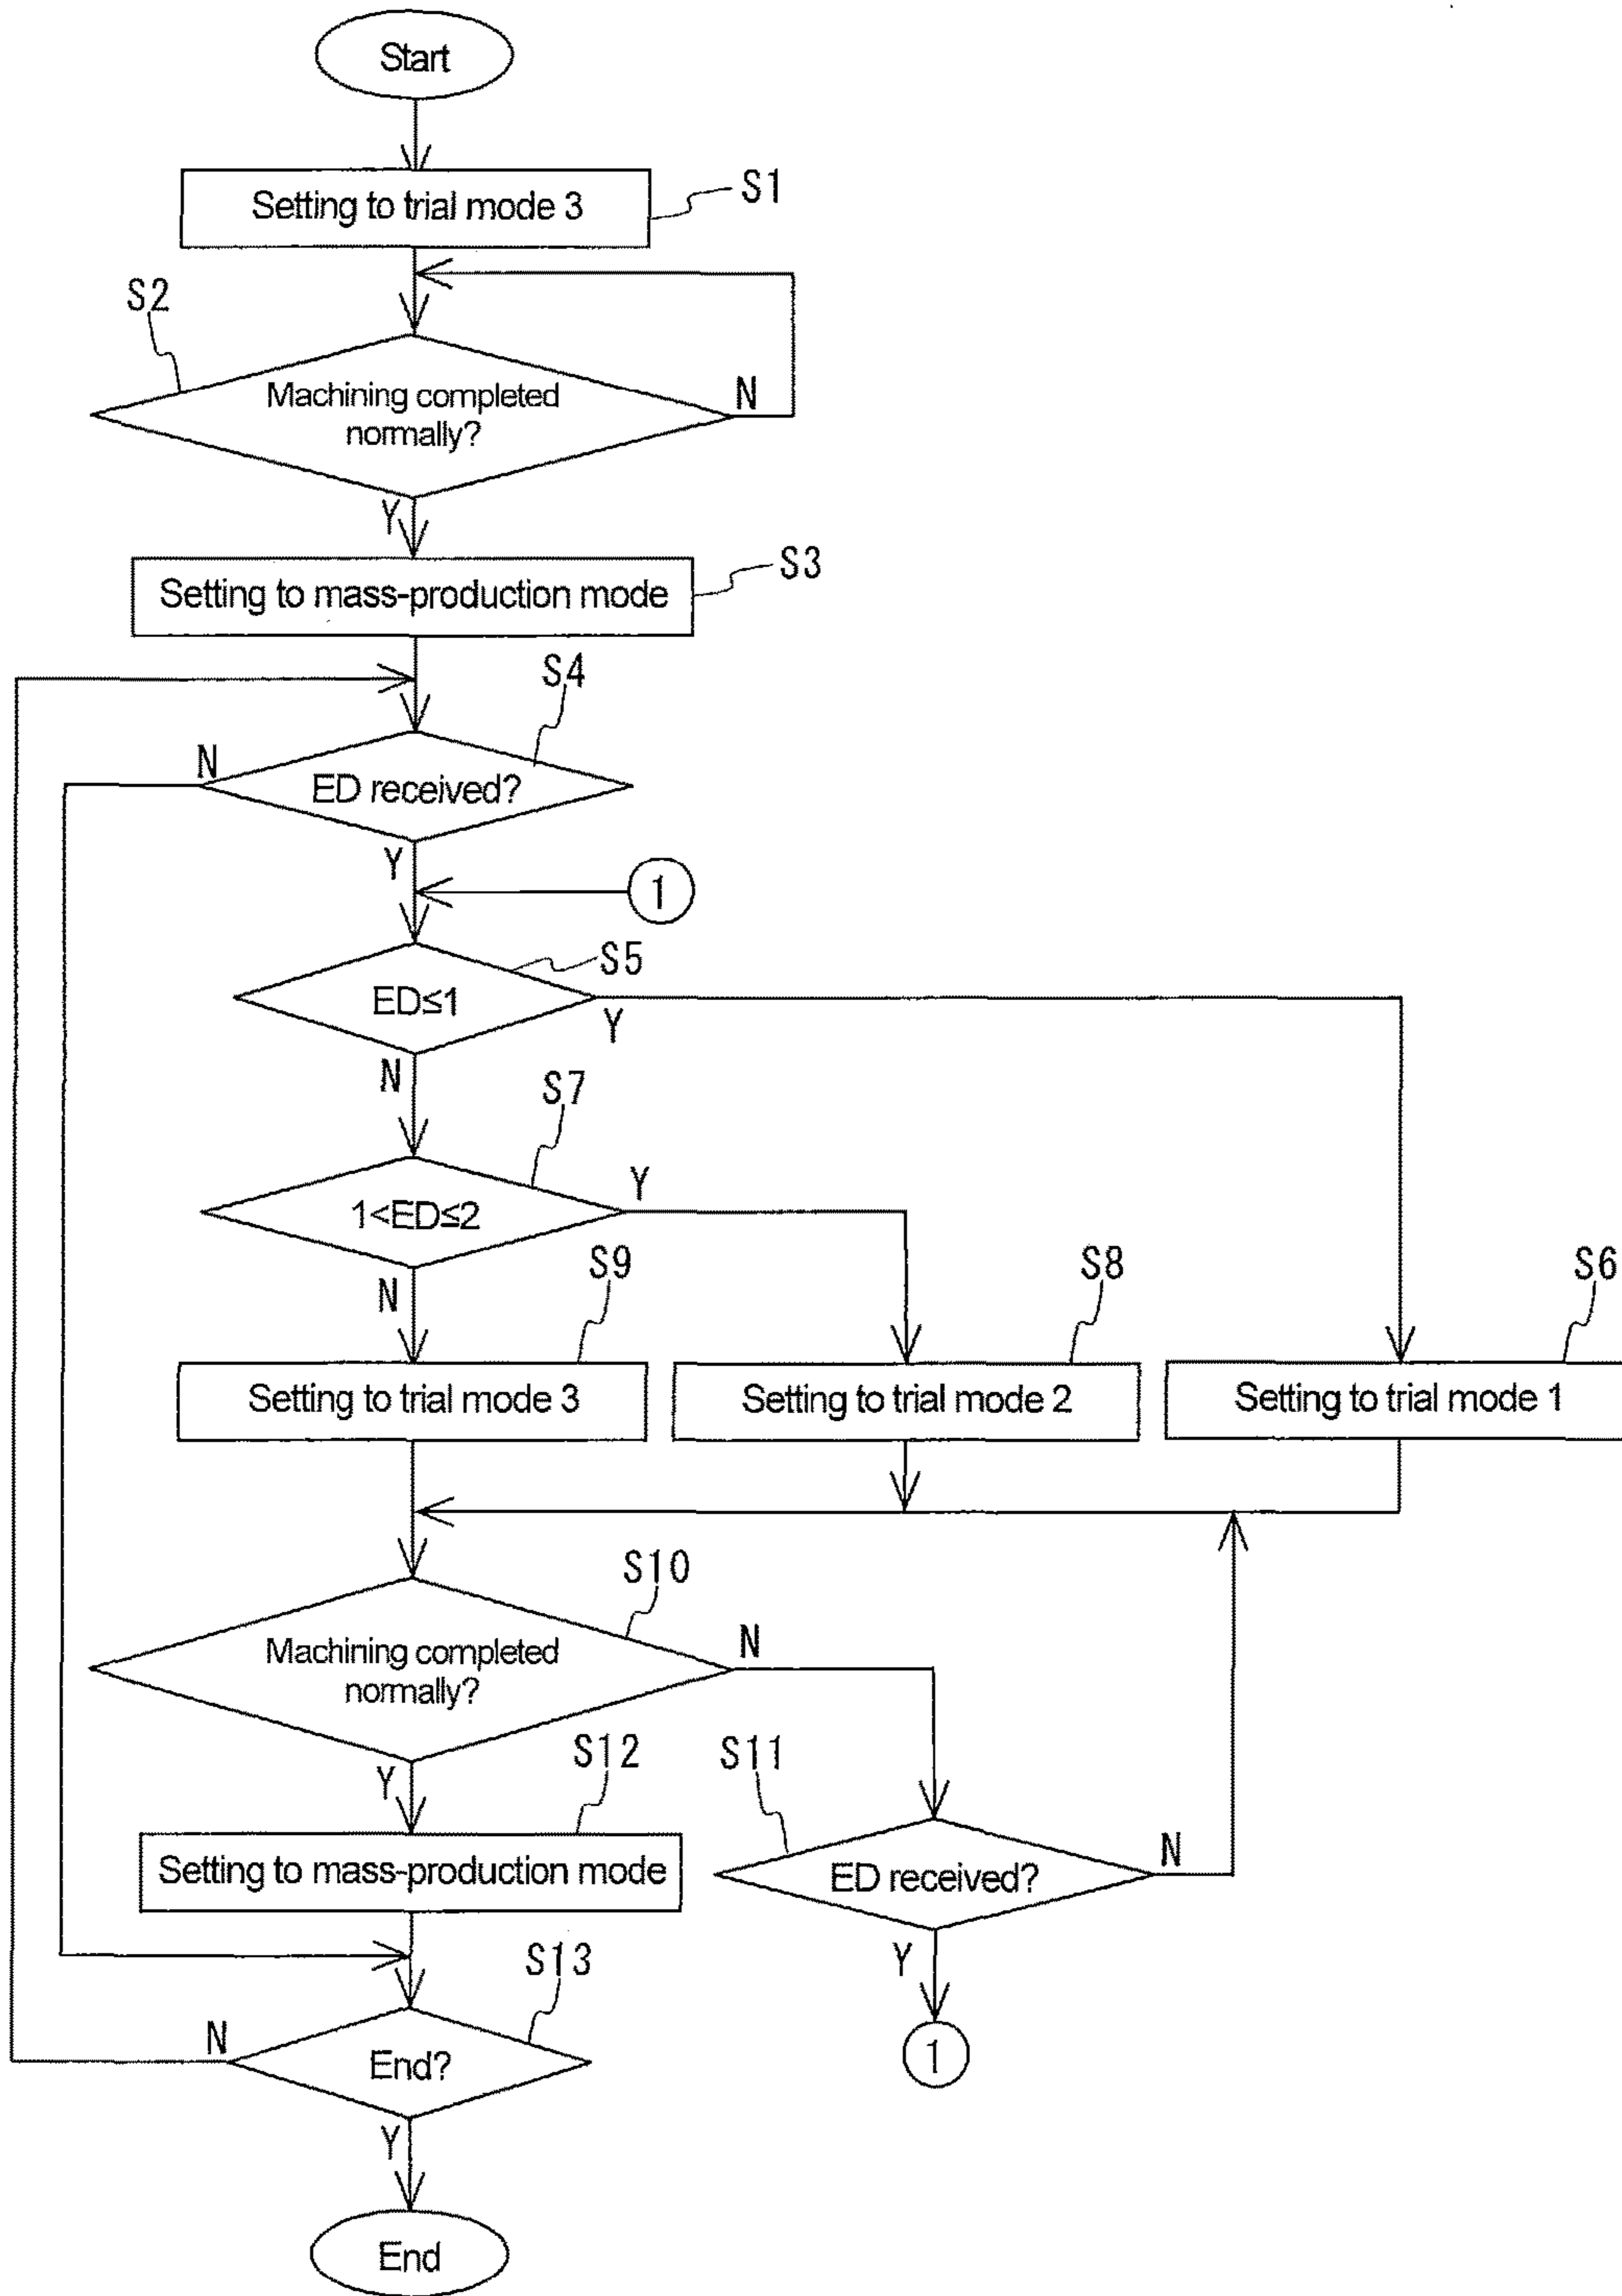 Start
Setting to trial mode 3
S1
S2
Machining completed
normally?
N
Y
Setting to mass-production mode
S3
S4
N
ED received?
Y
1
S5
ED≤1
Y
N
S7
1<ED≤2
Y
N
S9
S8
S6
Setting to trial mode 3
Setting to trial mode 2
Setting to trial mode 1
S10
Machining completed
normally?
N
Y
S12
S11
Setting to mass-production mode
ED received?
N
Y
S13
N
End?
1
Y
End